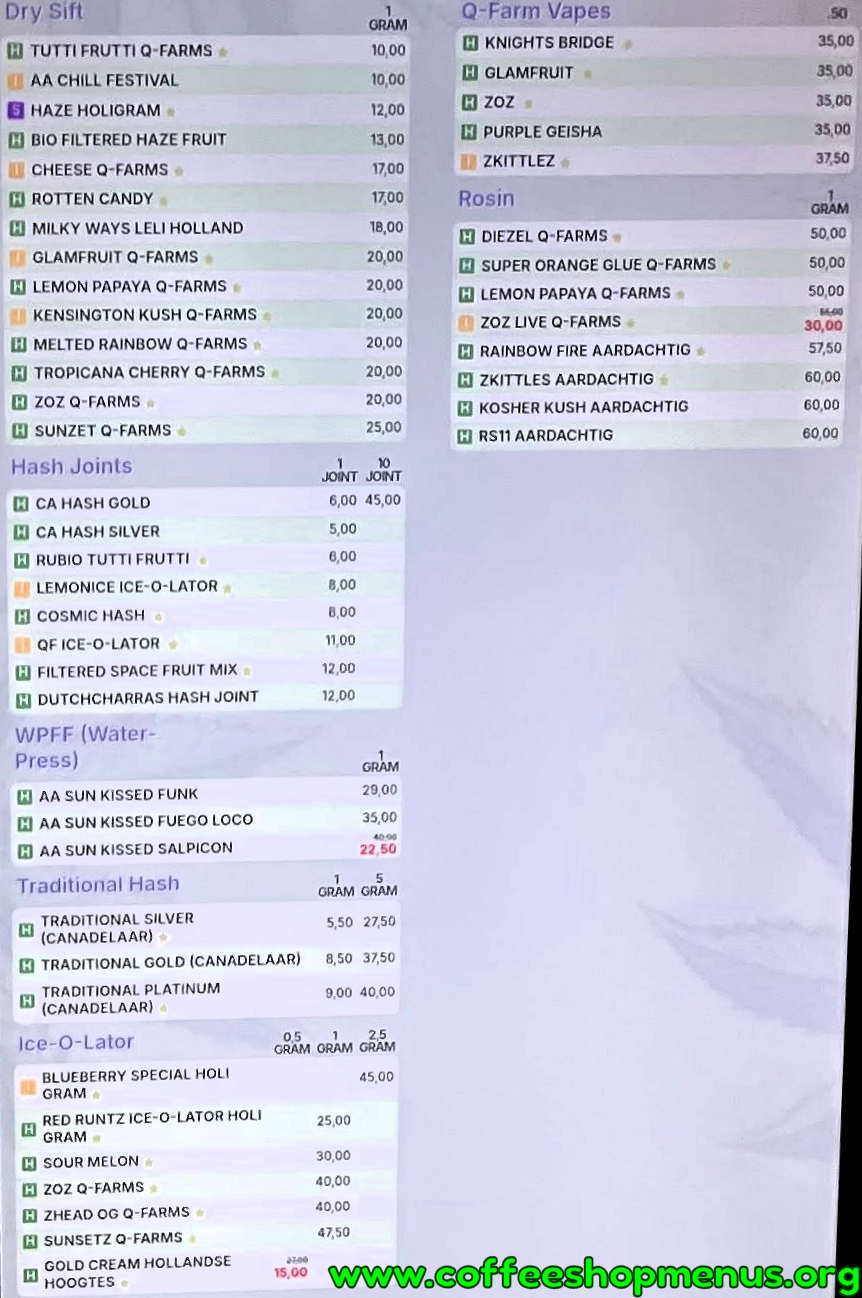 Dry Sift
1
GRAM
H TUTTI FRUTTI Q-FARMS 10,00
I AA CHILL FESTIVAL 10,00
S HAZE HOLIGRAM 12,00
H BIO FILTERED HAZE FRUIT 13,00
I CHEESE Q-FARMS 17,00
H ROTTEN CANDY 17,00
H MILKY WAYS LELI HOLLAND 18,00
I GLAMFRUIT Q-FARMS 20,00
H LEMON PAPAYA Q-FARMS 20,00
I KENSINGTON KUSH Q-FARMS 20,00
H MELTED RAINBOW Q-FARMS 20,00
H TROPICANA CHERRY Q-FARMS 20,00
H ZOZ Q-FARMS 20,00
H SUNZET Q-FARMS 25,00
Hash Joints
1 10
JOINT JOINT
H CA HASH GOLD 6,00 45,00
H CA HASH SILVER 5,00
H RUBIO TUTTI FRUTTI 6,00
I LEMONICE ICE-O-LATOR 8,00
H COSMIC HASH 8,00
I QF ICE-O-LATOR 11,00
H FILTERED SPACE FRUIT MIX 12,00
H DUTCHCHARRAS HASH JOINT 12,00
WPFF (Water-
Press)
1
GRAM
H AA SUN KISSED FUNK 29,00
H AA SUN KISSED FUEGO LOCO 35,00
40,00
H AA SUN KISSED SALPICON 22,50
Traditional Hash
1 5
GRAM GRAM
H TRADITIONAL SILVER
(CANADELAAR) 5,50 27,50
H TRADITIONAL GOLD (CANADELAAR) 8,50 37,50
H TRADITIONAL PLATINUM
(CANADELAAR) 9,00 40,00
Ice-O-Lator
0,5 1 2,5
GRAM GRAM GRAM
I BLUEBERRY SPECIAL HOLI
GRAM 45,00
H RED RUNTZ ICE-O-LATOR HOLI
GRAM 25,00
H SOUR MELON 30,00
H ZOZ Q-FARMS 40,00
H ZHEAD OG Q-FARMS 40,00
H SUNSETZ Q-FARMS 47,50
H GOLD CREAM HOLLANDSE
HOOGTES 27,00
15,00
Q-Farm Vapes
.50
H KNIGHTS BRIDGE 35,00
H GLAMFRUIT 35,00
H ZOZ 35,00
H PURPLE GEISHA 35,00
I ZKITTLEZ 37,50
Rosin
1
GRAM
H DIEZEL Q-FARMS 50,00
H SUPER ORANGE GLUE Q-FARMS 50,00
H LEMON PAPAYA Q-FARMS 50,00
I ZOZ LIVE Q-FARMS 30,00
H RAINBOW FIRE AARDACHTIG 57,50
H ZKITTLES AARDACHTIG 60,00
H KOSHER KUSH AARDACHTIG 60,00
H RS11 AARDACHTIG 60,00
www.coffeeshopmenus.org